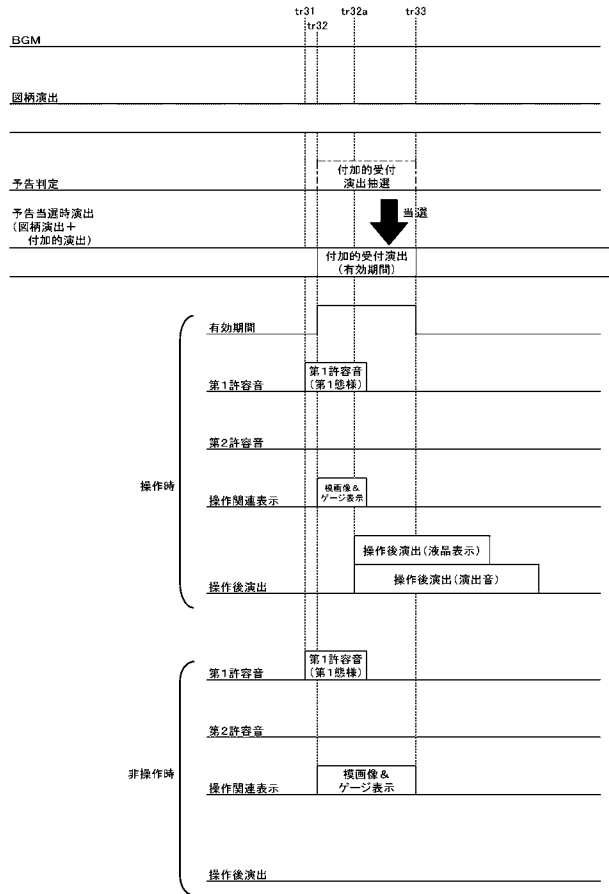 tr31 tr32a tr33
tr32
BGM
図柄演出
付加的受付
演出抽選
予告判定
予告当選時演出
(図柄演出＋
付加的演出)
当選
付加的受付演出
(有効期間)
操作時
有効期間
第1許容音
(第1態様)
第1許容音
第2許容音
模画像＆
ゲージ表示
操作関連表示
操作後演出(液晶表示)
操作後演出(演出音)
操作後演出
非操作時
第1許容音
(第1態様)
第1許容音
第2許容音
模画像＆
ゲージ表示
操作関連表示
操作後演出